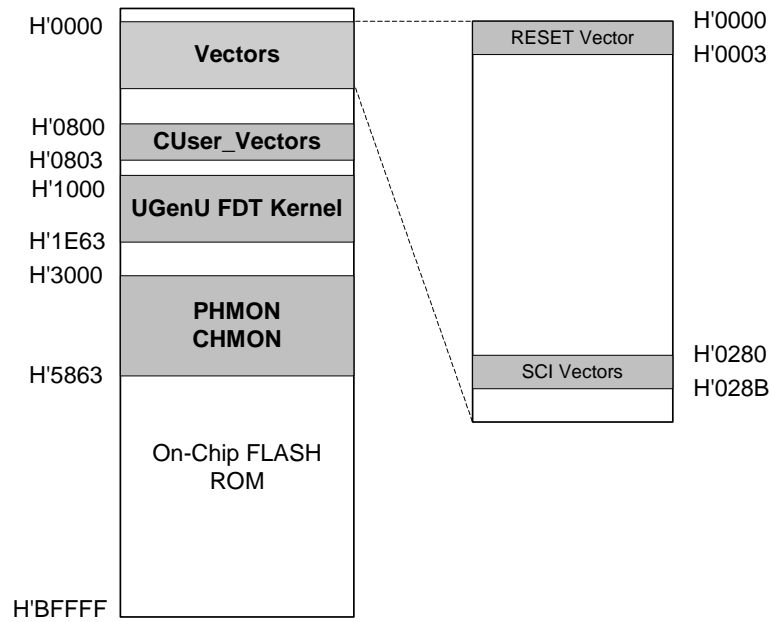 H'0000
Vectors
H'0800
CUser_Vectors
H'0803
H'1000
UGenU FDT Kernel
H'1E63
H'3000
PHMON
CHMON
H'5863
On-Chip FLASH
ROM
H'BFFFF
H'0000
RESET Vector
H'0003
H'0280
SCI Vectors
H'028B